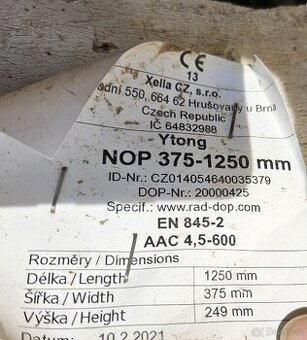 CE
13
Xella CZ, s.r.o.
odní 550, 664 62 Hrušovany u Brna
Czech Republic
IČ 64832988
Ytong
NOP 375-1250 mm
ID-Nr.: CZ014054640035379
DOP-Nr.: 20000425
Specif.: www.rad-dop.com
EN 845-2
AAC 4,5-600
Rozměry / Dimensions
Délka / Length 1250 mm
Šířka / Width 375 mm
Výška / Height 249 mm
Datum: 10.2.2021